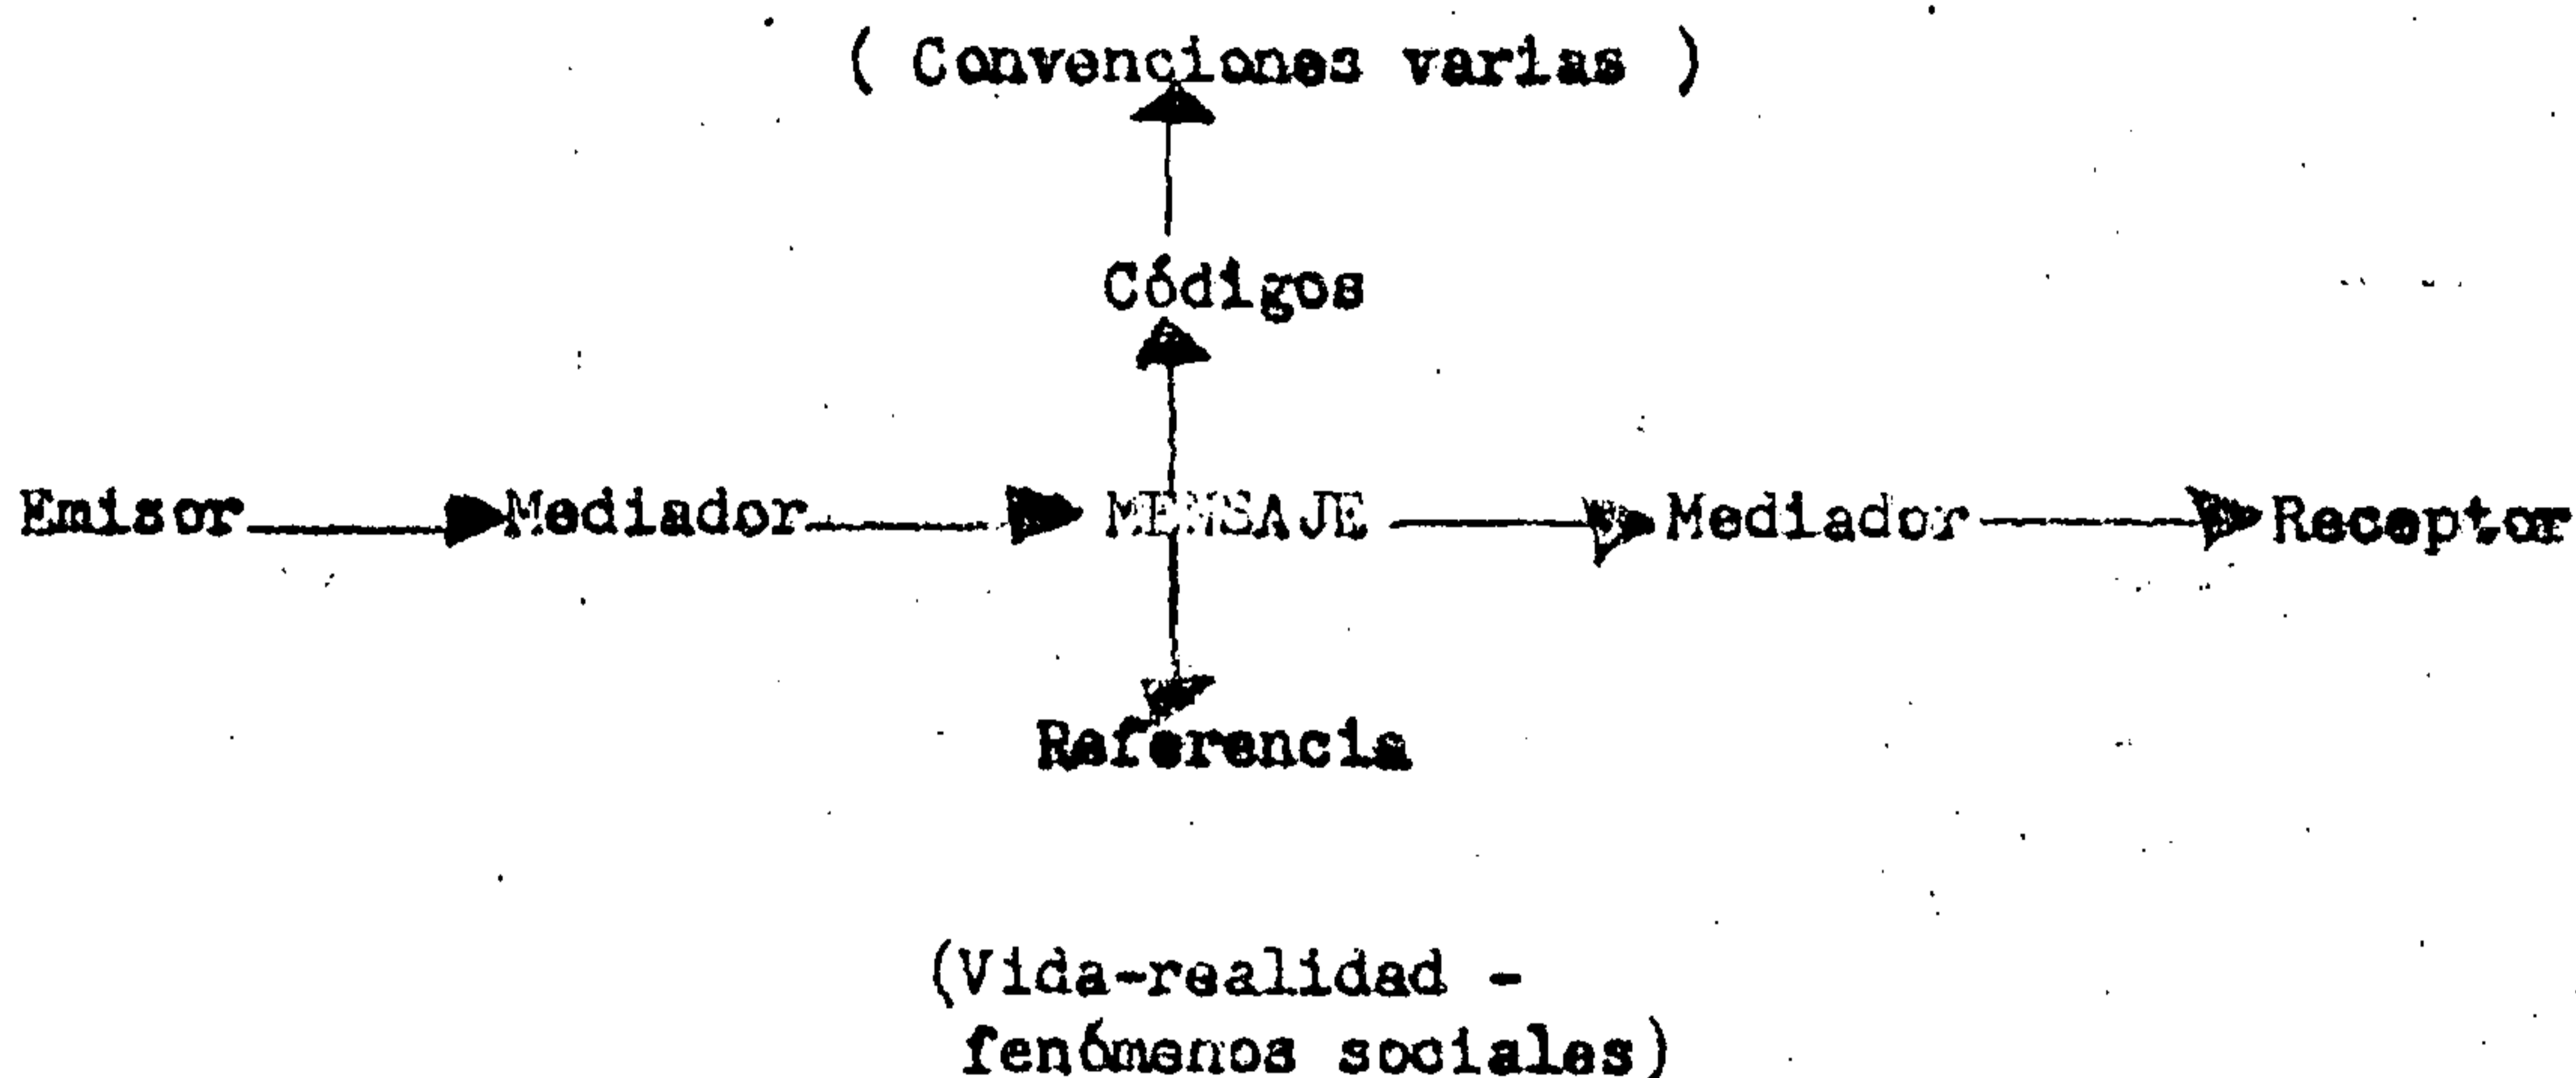 ( Convenciones varias )
Códigos
Emisor Mediador MENSAJE Mediador Receptor
Referencia
(Vida-realidad -
fenómenos sociales)